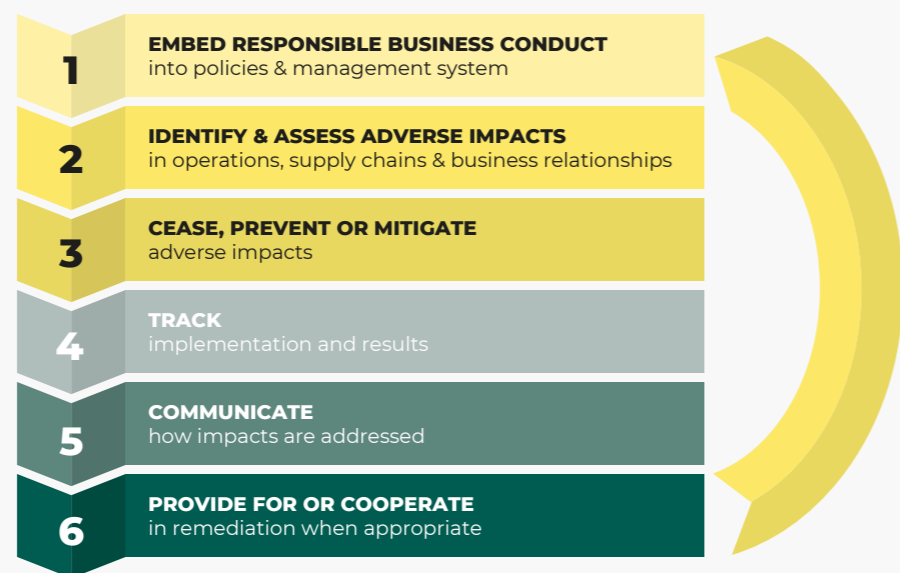 1
EMBED RESPONSIBLE BUSINESS CONDUCT
into policies & management system
2
IDENTIFY & ASSESS ADVERSE IMPACTS
in operations, supply chains & business relationships
3
CEASE, PREVENT OR MITIGATE
adverse impacts
4
TRACK
implementation and results
5
COMMUNICATE
how impacts are addressed
6
PROVIDE FOR OR COOPERATE
in remediation when appropriate